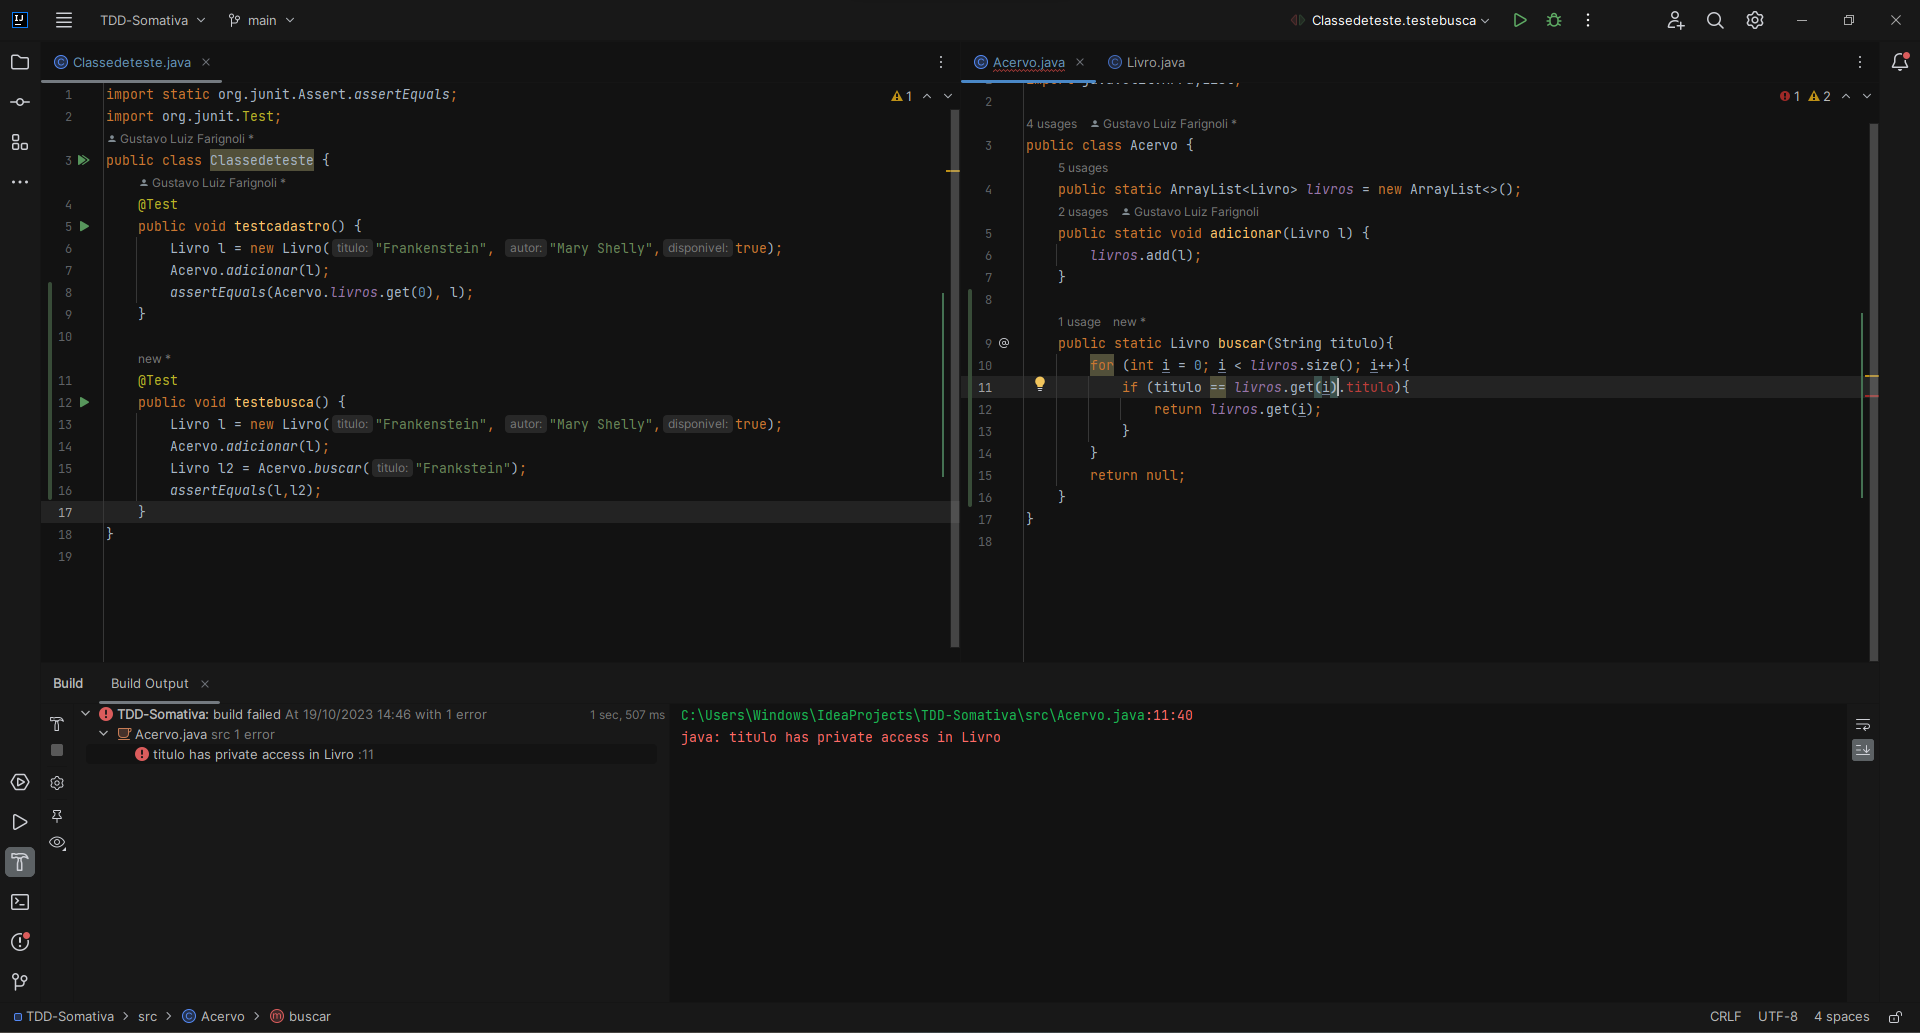 TDD-Somativa main Classedeteste.testebusca
Classedeteste.java
1 import static org.junit.Assert.assertEquals;
2 import org.junit.Test;
Gustavo Luiz Farignoli *
3 public class Classedeteste {
Gustavo Luiz Farignoli *
4 @Test
5 public void testcadastro() {
6 Livro l = new Livro( titulo: "Frankenstein", autor: "Mary Shelly", disponivel: true);
7 Acervo.adicionar(l);
8 assertEquals(Acervo.livros.get(0), l);
9 }
10
new *
11 @Test
12 public void testebusca() {
13 Livro l = new Livro( titulo: "Frankenstein", autor: "Mary Shelly", disponivel: true);
14 Acervo.adicionar(l);
15 Livro l2 = Acervo.buscar( titulo: "Frankstein");
16 assertEquals(l,l2);
17 }
18 }
19
1
Acervo.java Livro.java
1 2
2
4 usages Gustavo Luiz Farignoli *
3 public class Acervo {
5 usages
4 public static ArrayList<Livro> livros = new ArrayList<>();
2 usages Gustavo Luiz Farignoli
5 public static void adicionar(Livro l) {
6 livros.add(l);
7 }
8
1 usage new *
9 @ public static Livro buscar(String titulo){
10 for (int i = 0; i < livros.size(); i++){
11 if (titulo == livros.get(i).titulo){
12 return livros.get(i);
13 }
14 }
15 return null;
16 }
17 }
18
Build Build Output
TDD-Somativa: build failed At 19/10/2023 14:46 with 1 error 1 sec, 507 ms
Acervo.java src 1 error
titulo has private access in Livro :11
C:\Users\Windows\IdeaProjects\TDD-Somativa\src\Acervo.java:11:40
java: titulo has private access in Livro
TDD-Somativa > src > Acervo > buscar
CRLF UTF-8 4 spaces